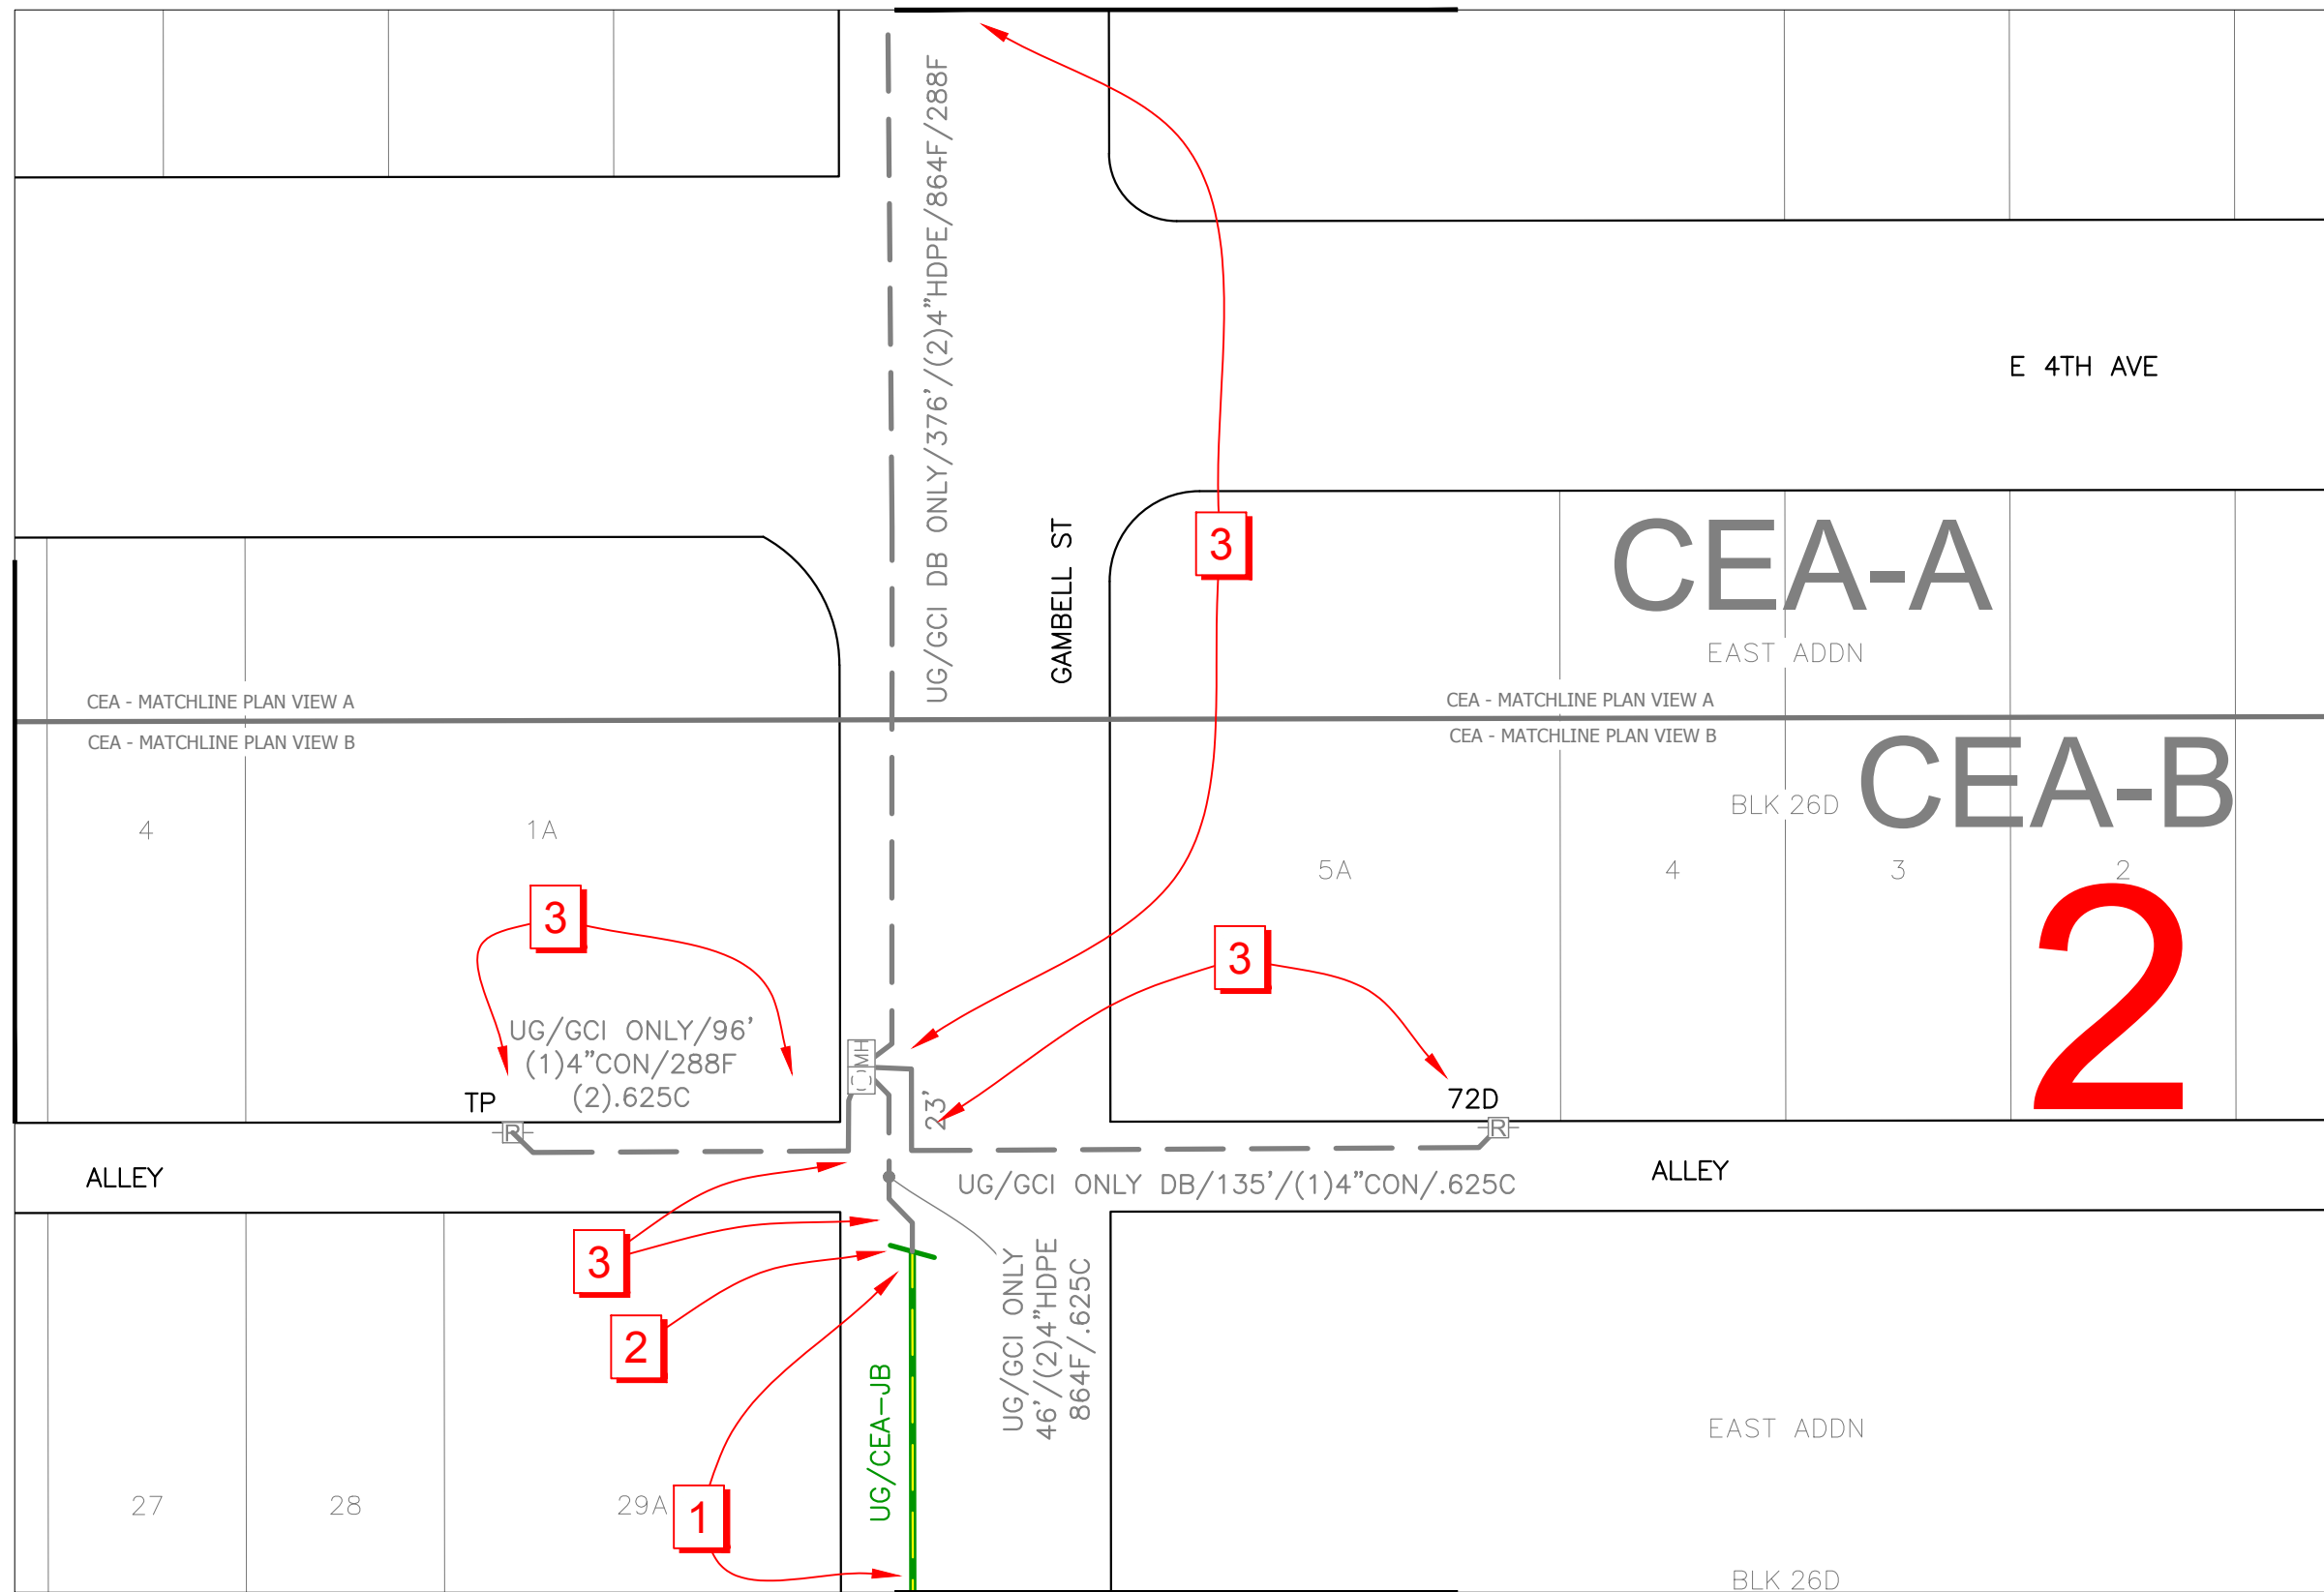 UG/GCI DB ONLY/376'/(2)4"HDPE/864F/288F
E 4TH AVE
GAMBELL ST
3
CEA-A
EAST ADDN
CEA - MATCHLINE PLAN VIEW A
CEA - MATCHLINE PLAN VIEW A
CEA - MATCHLINE PLAN VIEW B
CEA - MATCHLINE PLAN VIEW B
CEA-B
BLK 26D
4
1A
5A
4
3
2
2
3
3
UG/GCI ONLY/96'
(1)4"CON/288F
(2).625C
MH
TP
R
23'
72D
R
ALLEY
UG/GCI ONLY DB/135'/(1)4"CON/.625C
ALLEY
3
2
UG/GCI ONLY
46'/(2)4"HDPE
864F/.625C
UG/CEA-JB
EAST ADDN
27
28
29A
1
BLK 26D